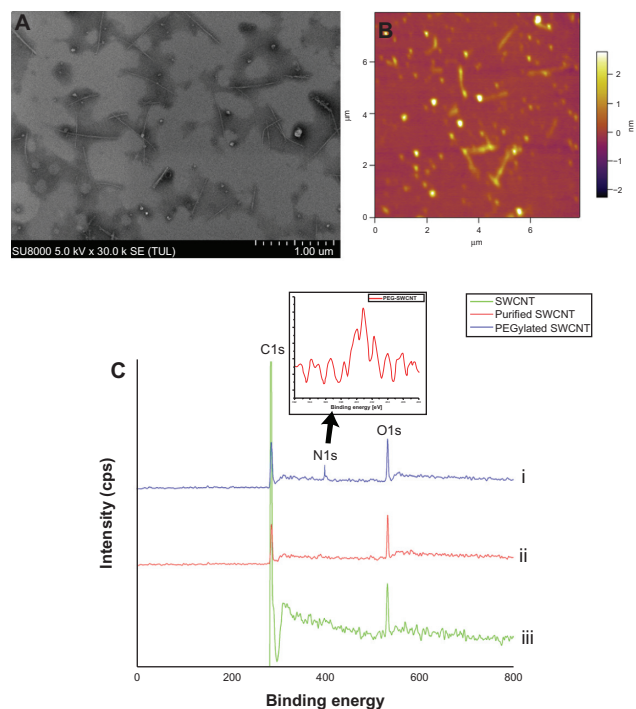 A
SU8000 5.0 kV x 30.0 k SE (TUL) 1.00 um
B
6
4
2
0
µm
0 2 4 6
µm
2
1
0
−1
−2
nm
C
PEG-SWCNT
Binding energy [eV]
SWCNT
Purified SWCNT
PEGylated SWCNT
C1s
N1s
O1s
i
ii
iii
Intensity (cps)
0 200 400 600 800
Binding energy